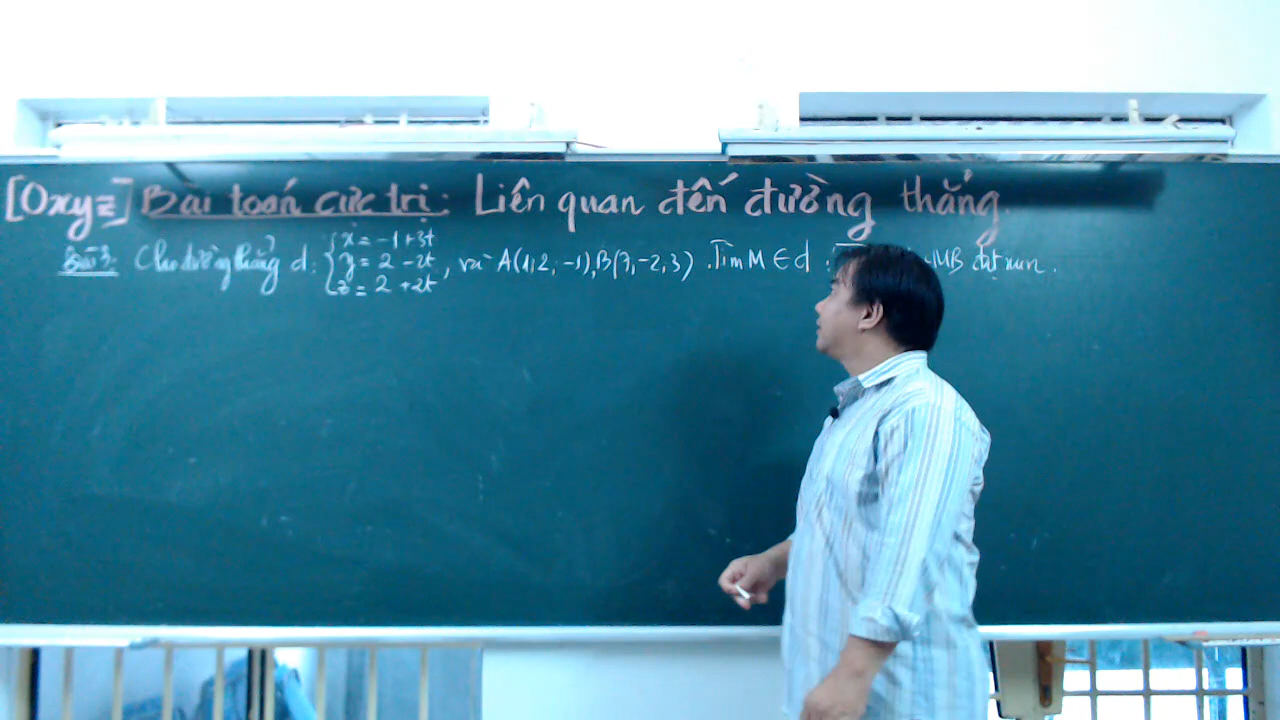 [Oxyz] Bài toán cực trị: Liên quan đến đường thẳng.
Bài 3: Cho đường thẳng d: { x = -1 + 3t
y = 2 - 2t , và A(1; 2; -1), B(7, -2, 3). Tìm M ∈ d : MB đạt min.
z = 2 + 2t